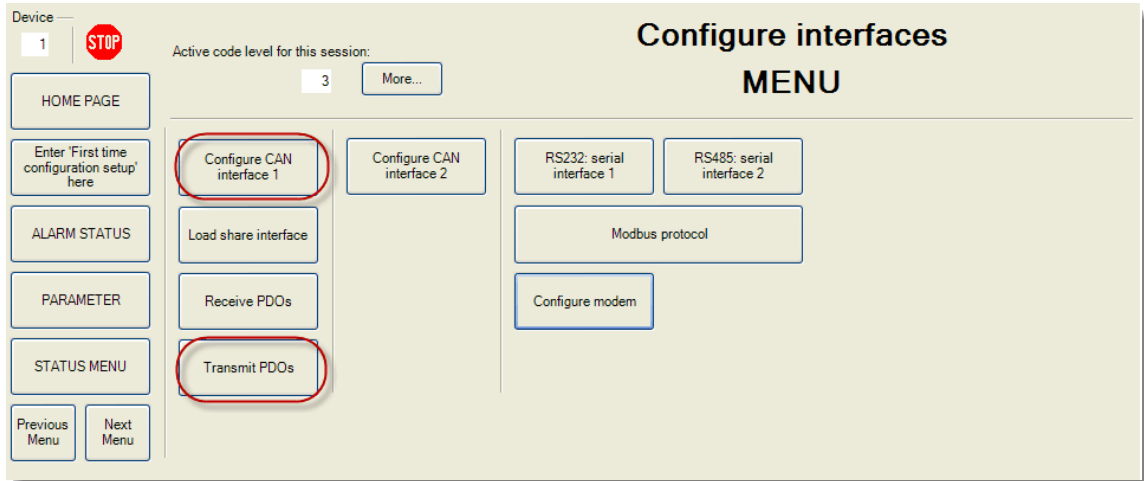 Device
1
STOP
Active code level for this session:
3
More...
Configure interfaces
MENU
HOME PAGE
Enter 'First time
configuration setup'
here
ALARM STATUS
PARAMETER
STATUS MENU
Previous
Menu
Next
Menu
Configure CAN
interface 1
Load share interface
Receive PDOs
Transmit PDOs
Configure CAN
interface 2
RS232: serial
interface 1
RS485: serial
interface 2
Modbus protocol
Configure modem